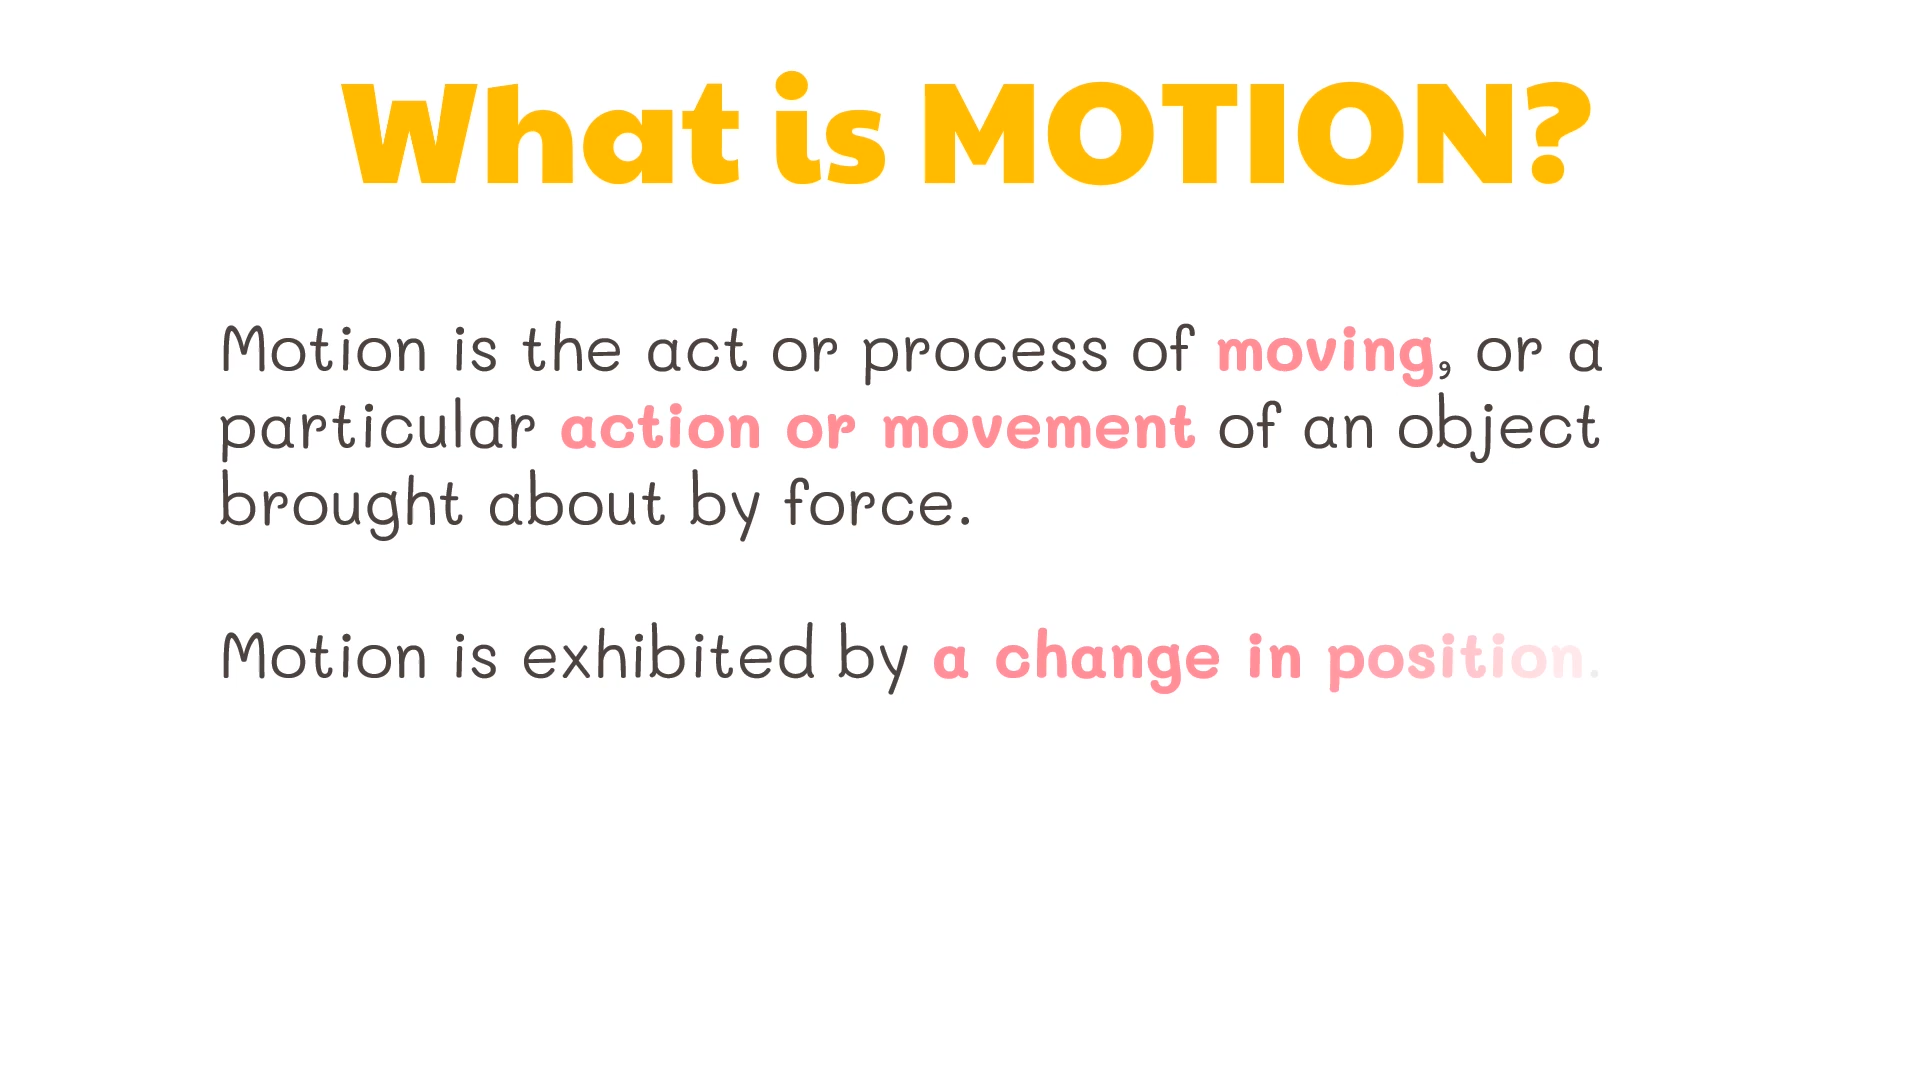 What is MOTION?
Motion is the act or process of moving, or a
particular action or movement of an object
brought about by force.
Motion is exhibited by a change in position.